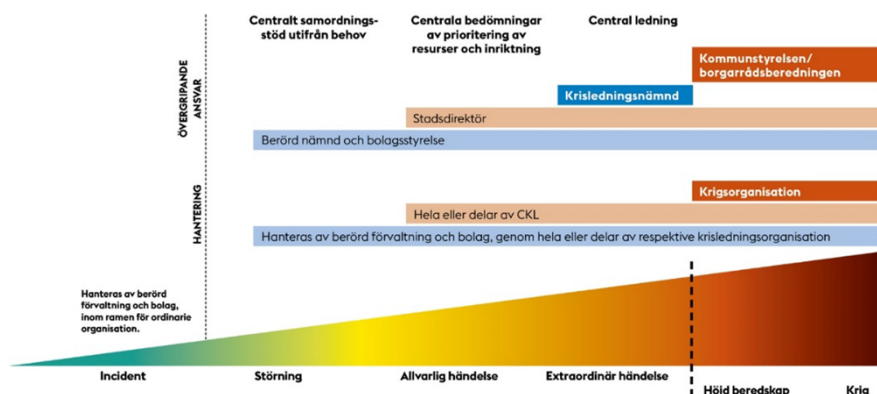 Centralt samordnings-
stöd utifrån behov
Centrala bedömningar
av prioritering av
resurser och inriktning
Central ledning
ÖVERGRIPANDE
ANSVAR
Kommunstyrelsen/
borgarrådsberedningen
Krisledningsnämnd
Stadsdirektör
Berörd nämnd och bolagsstyrelse
HANTERING
Krigsorganisation
Hela eller delar av CKL
Hanteras av berörd förvaltning och bolag, genom hela eller delar av respektive krisledningsorganisation
Hanteras av berörd
förvaltning och bolag,
inom ramen för ordinarie
organisation.
Incident
Störning
Allvarlig händelse
Extraordinär händelse
Höjd beredskap
Krig